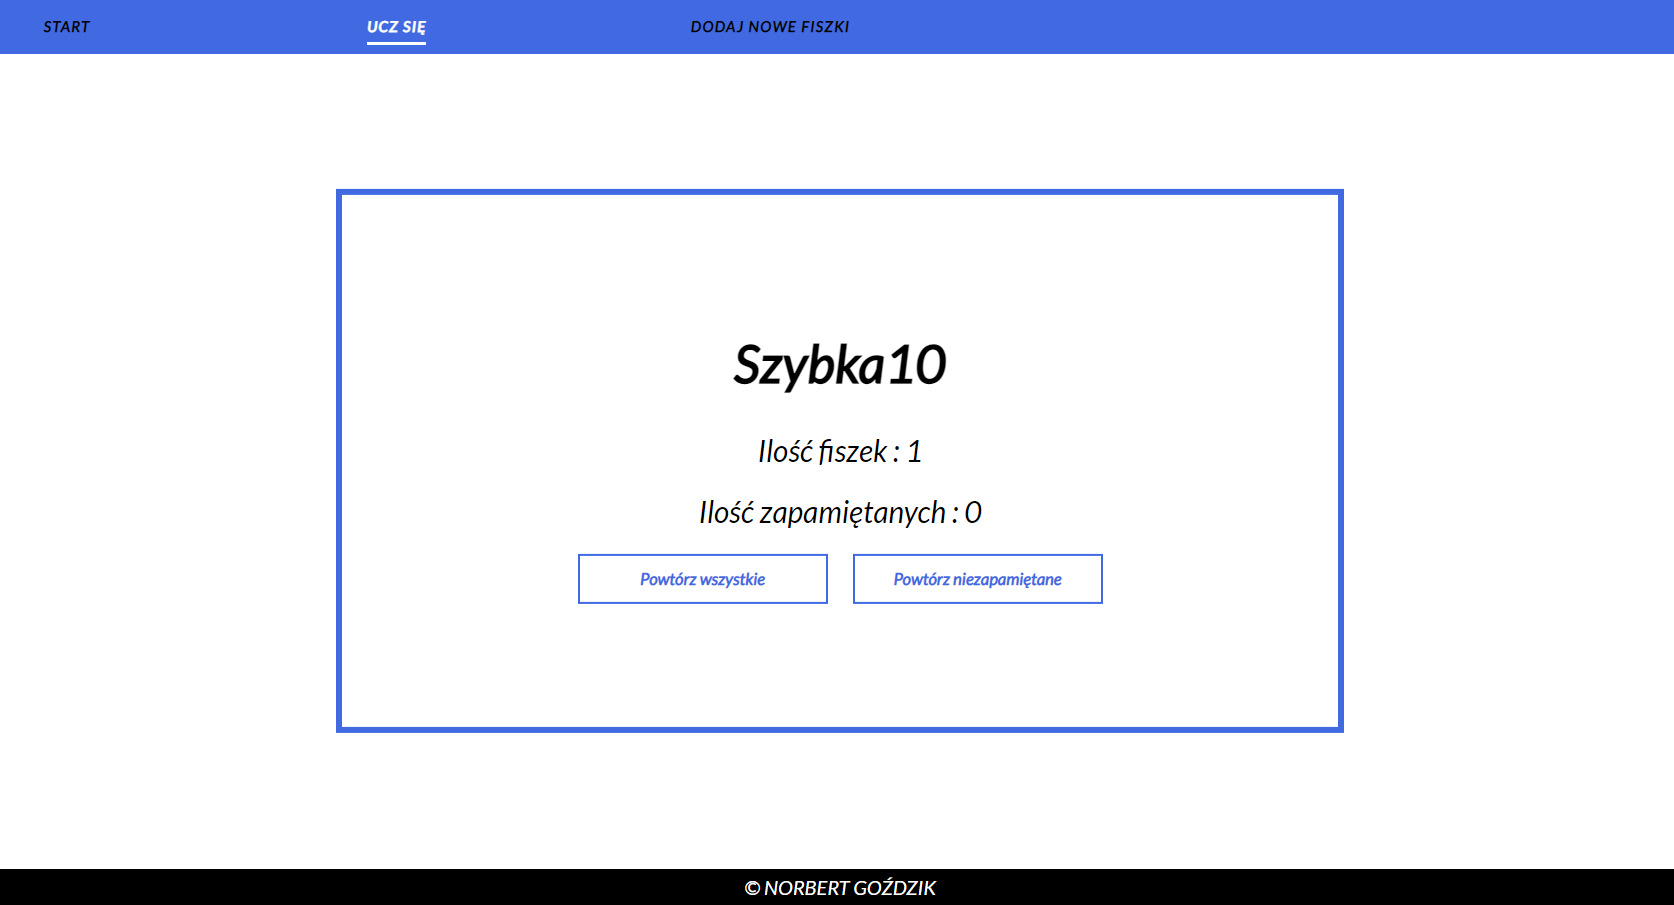 START UCZ SIĘ DODAJ NOWE FISZKI
Szybka10
Ilość fiszek : 1
Ilość zapamiętanych : 0
Powtórz wszystkie Powtórz niezapamiętane
© NORBERT GOŹDZIK